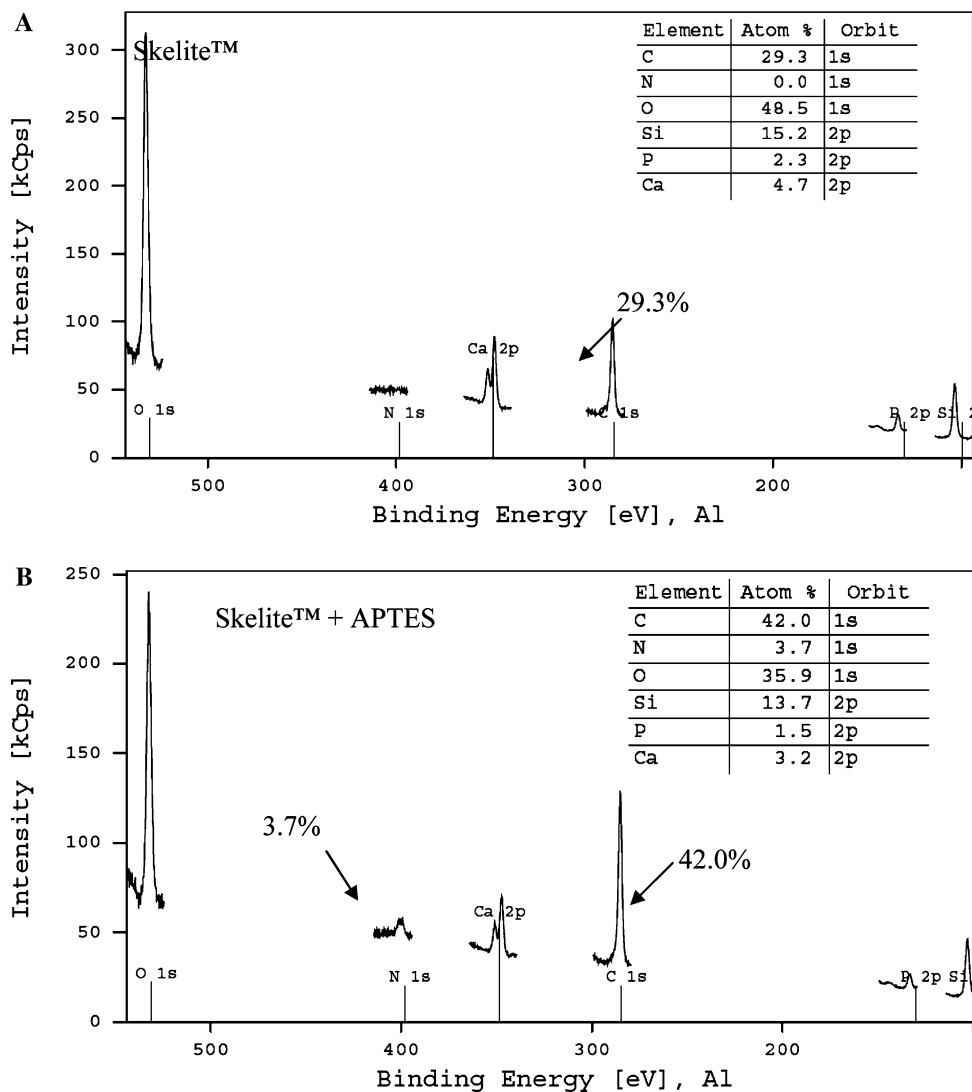 A
Skelite™
Element Atom % Orbit
C 29.3 1s
N 0.0 1s
O 48.5 1s
Si 15.2 2p
P 2.3 2p
Ca 4.7 2p
Intensity [kCps]
300
250
200
150
100
50
0
29.3%
O 1s
N 1s
Ca 2p
C 1s
P 2p
Si 2
500 400 300 200
Binding Energy [eV], Al
B
Skelite™ + APTES
Element Atom % Orbit
C 42.0 1s
N 3.7 1s
O 35.9 1s
Si 13.7 2p
P 1.5 2p
Ca 3.2 2p
Intensity [kCps]
250
200
150
100
50
0
3.7%
42.0%
O 1s
N 1s
Ca 2p
C 1s
P 2p
Si
500 400 300 200
Binding Energy [eV], Al